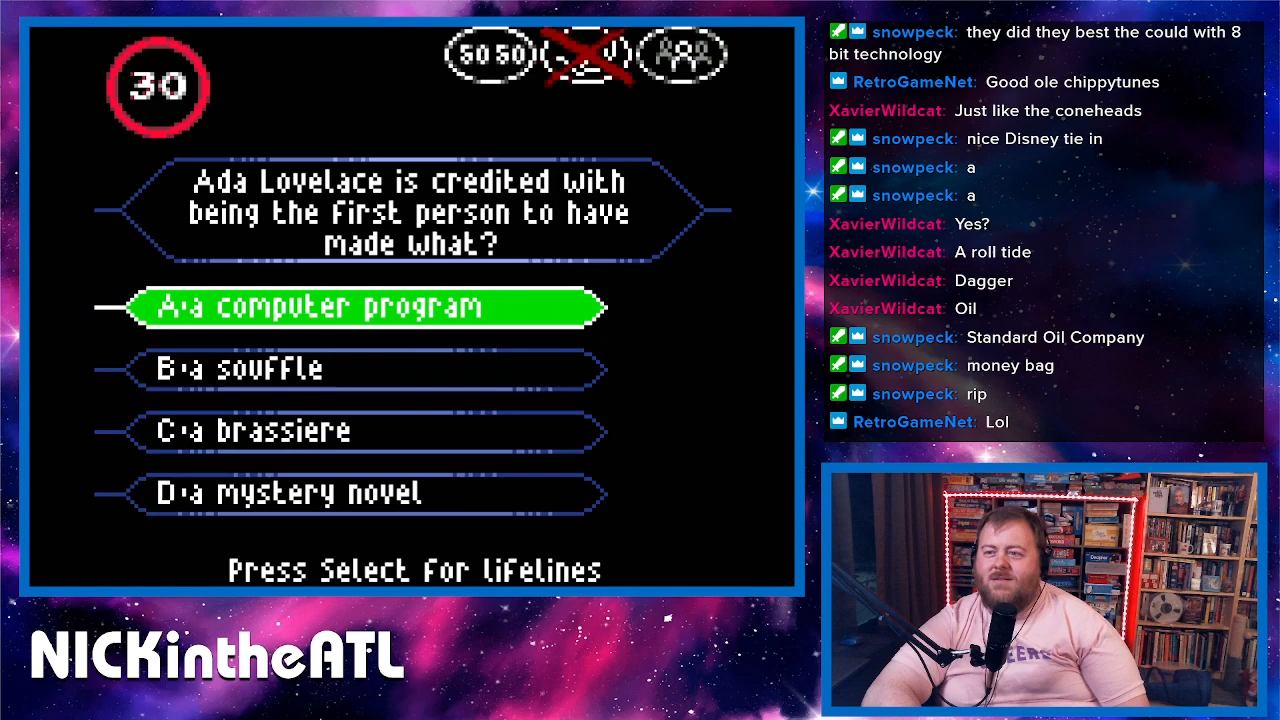 30
50 50
Ada Lovelace is credited with
being the first person to have
made what?
A·a computer program
B·a souffle
C·a brassiere
D·a mystery novel
Press Select for lifelines
NICKintheATL
snowpeck: they did they best the could with 8
bit technology
RetroGameNet: Good ole chippytunes
XavierWildcat: Just like the coneheads
snowpeck: nice Disney tie in
snowpeck: a
snowpeck: a
XavierWildcat: Yes?
XavierWildcat: A roll tide
XavierWildcat: Dagger
XavierWildcat: Oil
snowpeck: Standard Oil Company
snowpeck: money bag
snowpeck: rip
RetroGameNet: Lol